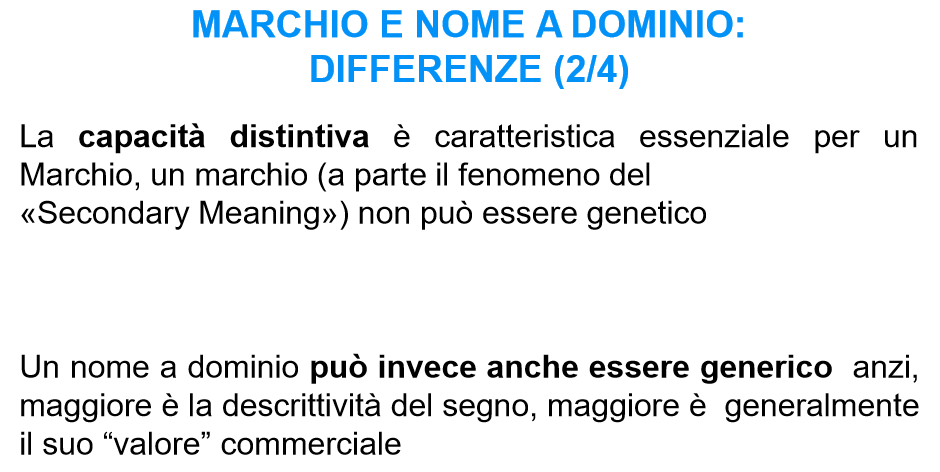 MARCHIO E NOME A DOMINIO:
DIFFERENZE (2/4)
La capacità distintiva è caratteristica essenziale per un
Marchio, un marchio (a parte il fenomeno del
«Secondary Meaning») non può essere genetico
Un nome a dominio può invece anche essere generico anzi,
maggiore è la descrittività del segno, maggiore è generalmente
il suo “valore” commerciale